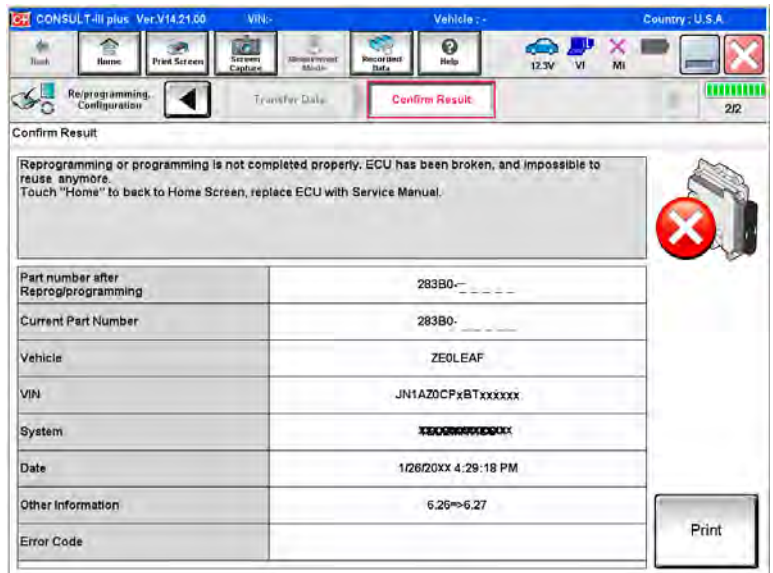 CONSULT-III plus Ver.V14.21.00 VIN:- Vehicle : - Country : U.S.A.
Back Home Print Screen Screen Capture Measurement Mode Recorded Data Help 12.3V VI MI
Re/programming, Configuration Transfer Data Confirm Result 2/2
Confirm Result
Reprogramming or programming is not completed properly. ECU has been broken, and impossible to
reuse anymore.
Touch "Home" to back to Home Screen, replace ECU with Service Manual.
Part number after
Reprog/programming 283B0-_ _ _ _ _
Current Part Number 283B0-_ _ _ _ _
Vehicle ZE0LEAF
VIN JN1AZ0CPxBTxxxxxx
System
Date 1/26/20XX 4:29:18 PM
Other Information 6.26=>6.27
Error Code
Print